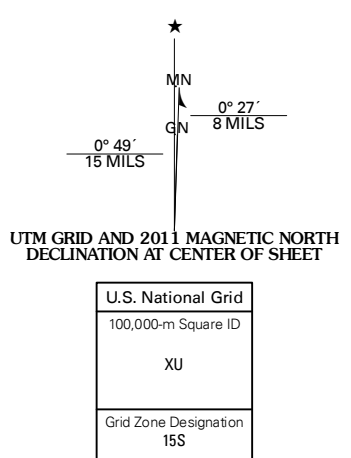 ★
MN
0° 27´
8 MILS
GN
0° 49´
15 MILS
UTM GRID AND 2011 MAGNETIC NORTH
DECLINATION AT CENTER OF SHEET
U.S. National Grid
100,000-m Square ID
XU
Grid Zone Designation
15S